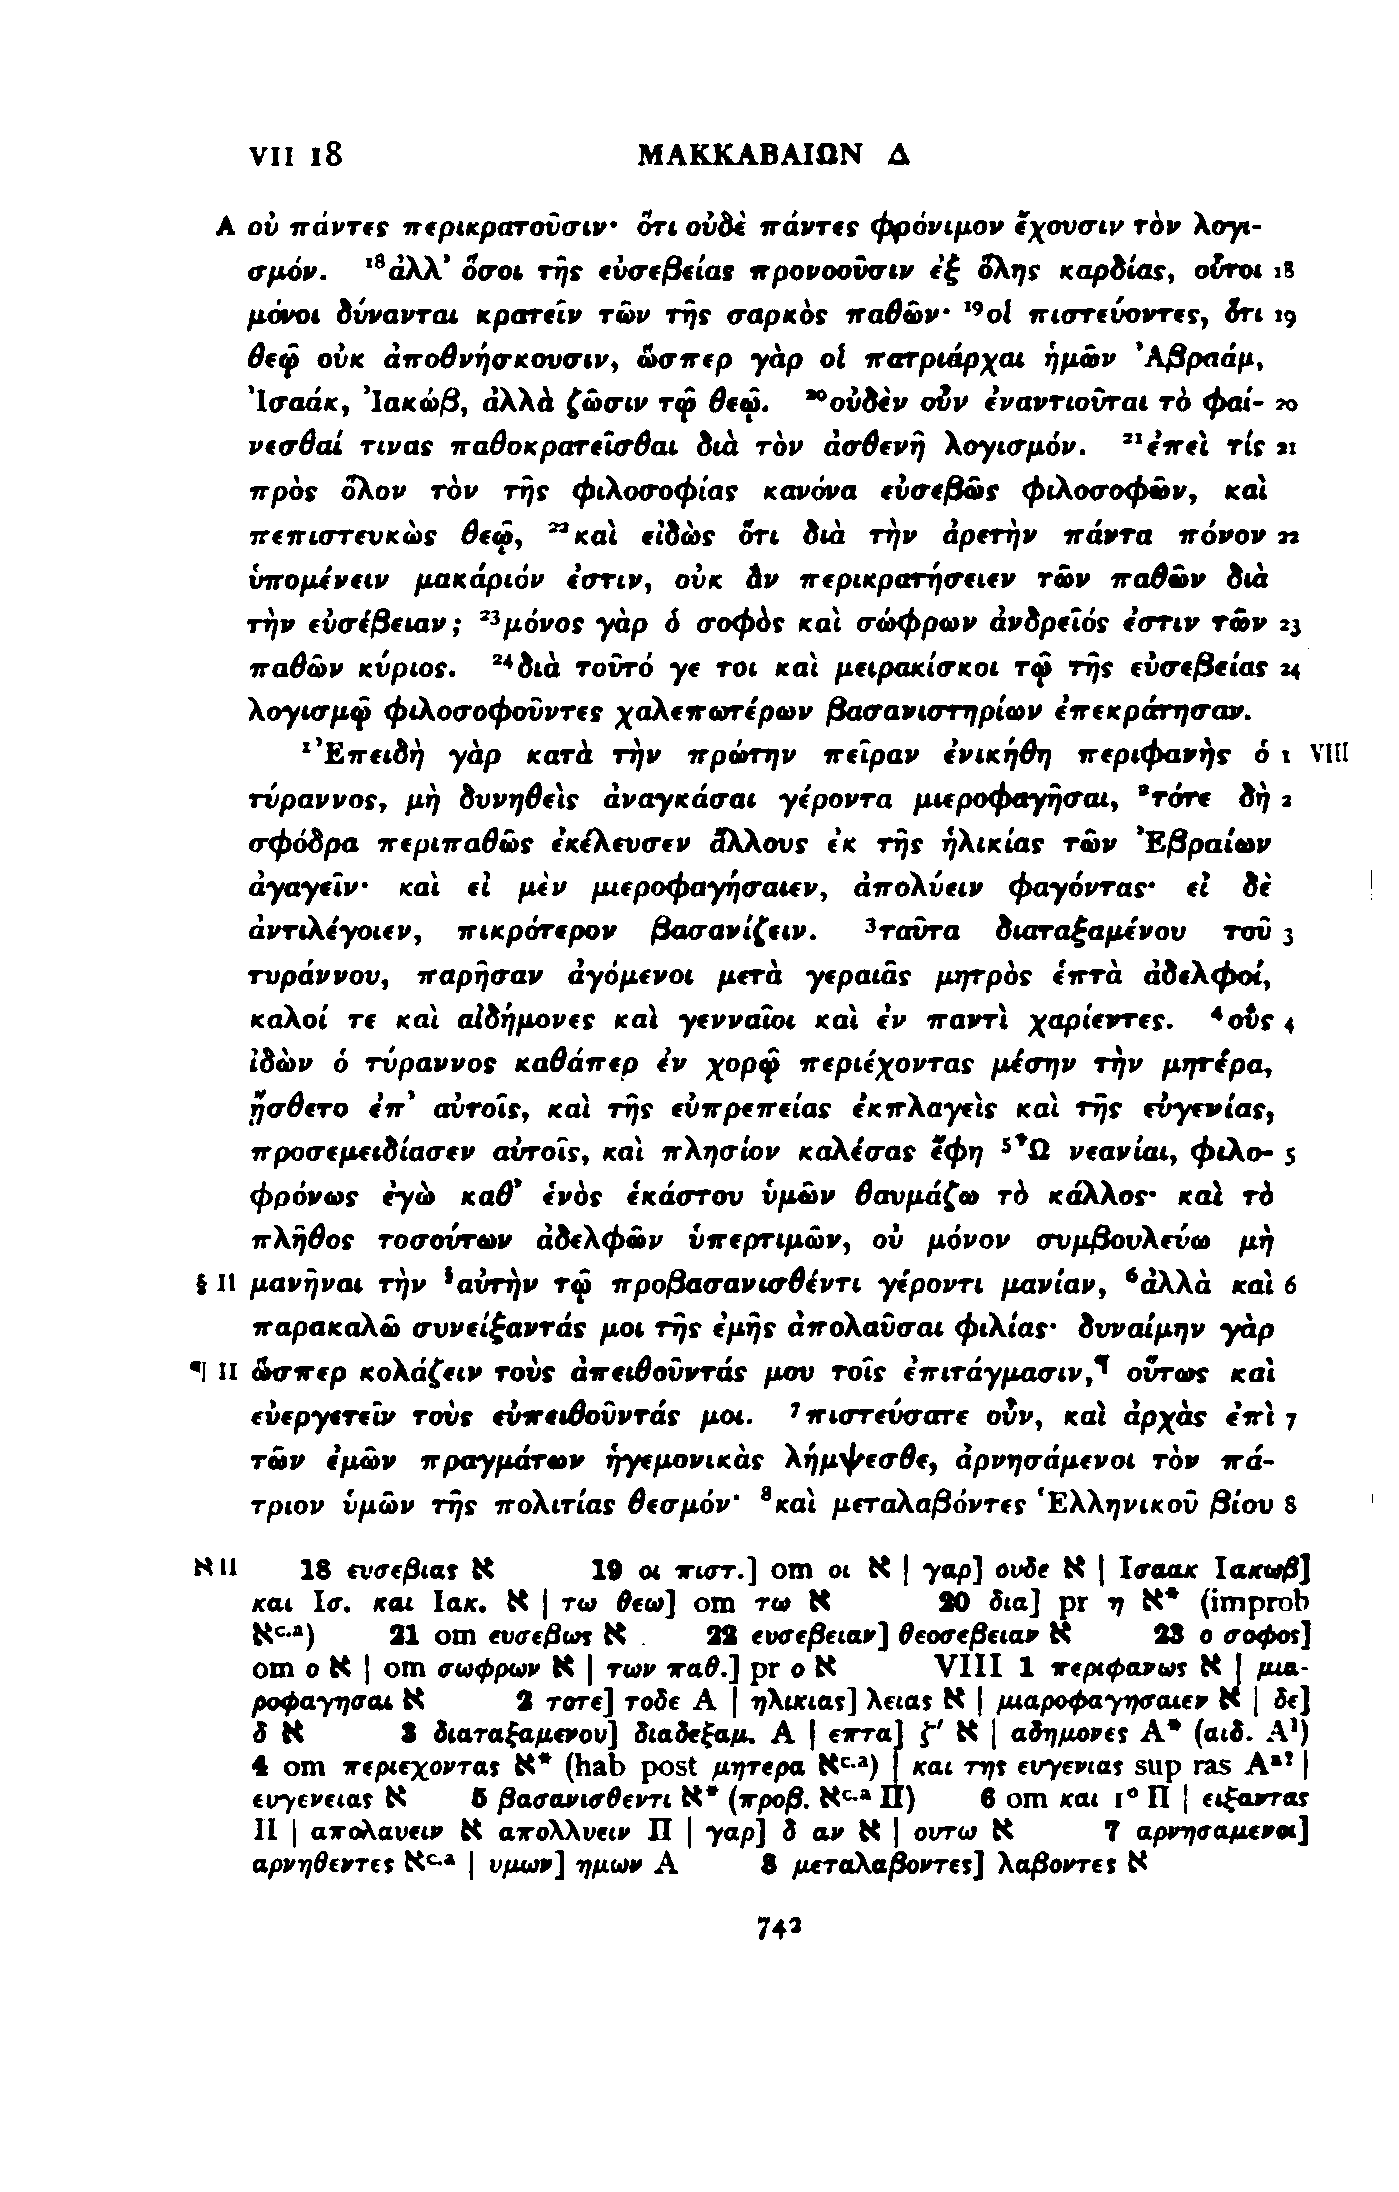 VII 18 ΜΑΚΚΑΒΑΙΩΝ Δ
A οὐ πάντες περικρατοῦσιν· ὅτι οὐδὲ πάντες φρόνιμον ἔχουσιν τὸν λογι-
σμόν. ¹⁸ἀλλ’ ὅσοι τῆς εὐσεβείας προνοοῦσιν ἐξ ὅλης καρδίας, οὗτοι 18
μόνοι δύνανται κρατεῖν τῶν τῆς σαρκὸς παθῶν· ¹⁹οἱ πιστεύοντες, ὅτι 19
θεῷ οὐκ ἀποθνήσκουσιν, ὥσπερ γὰρ οἱ πατριάρχαι ἡμῶν Ἀβραάμ,
Ἰσαάκ, Ἰακώβ, ἀλλὰ ζῶσιν τῷ θεῷ. ²⁰οὐδὲν οὖν ἐναντιοῦται τὸ φαί- 20
νεσθαί τινας παθοκρατεῖσθαι διὰ τὸν ἀσθενῆ λογισμόν. ²¹ἐπεὶ τίς 21
πρὸς ὅλον τὸν τῆς φιλοσοφίας κανόνα εὐσεβῶς φιλοσοφῶν, καὶ
πεπιστευκὼς θεῷ, ²²καὶ εἰδὼς ὅτι διὰ τὴν ἀρετὴν πάντα πόνον 22
ὑπομένειν μακάριόν ἐστιν, οὐκ ἂν περικρατήσειεν τῶν παθῶν διὰ
τὴν εὐσέβειαν; ²³μόνος γὰρ ὁ σοφὸς καὶ σώφρων ἀνδρεῖός ἐστιν τῶν 23
παθῶν κύριος. ²⁴διὰ τοῦτό γε τοι καὶ μειρακίσκοι τῷ τῆς εὐσεβείας 24
λογισμῷ φιλοσοφοῦντες χαλεπωτέρων βασανιστηρίων ἐπεκράτησαν.
¹Ἐπειδὴ γὰρ κατὰ τὴν πρώτην πεῖραν ἐνικήθη περιφανὴς ὁ 1 VIII
τύραννος, μὴ δυνηθεὶς ἀναγκάσαι γέροντα μιεροφαγῆσαι, ²τότε δὴ 2
σφόδρα περιπαθῶς ἐκέλευσεν ἄλλους ἐκ τῆς ἡλικίας τῶν Ἑβραίων
ἀγαγεῖν· καὶ εἰ μὲν μιεροφαγήσαιεν, ἀπολύειν φαγόντας· εἰ δὲ
ἀντιλέγοιεν, πικρότερον βασανίζειν. ³ταῦτα διαταξαμένου τοῦ 3
τυράννου, παρῆσαν ἀγόμενοι μετὰ γεραιᾶς μητρὸς ἑπτὰ ἀδελφοί,
καλοί τε καὶ αἰδήμονες καὶ γενναῖοι καὶ ἐν παντὶ χαρίεντες. ⁴οὓς 4
ἰδὼν ὁ τύραννος καθάπερ ἐν χορῷ περιέχοντας μέσην τὴν μητέρα,
ᾔσθετο ἐπ’ αὐτοῖς, καὶ τῆς εὐπρεπείας ἐκπλαγεὶς καὶ τῆς εὐγενίας,
προσεμειδίασεν αὐτοῖς, καὶ πλησίον καλέσας ἔφη ⁵Ὦ νεανίαι, φιλο- 5
φρόνως ἐγὼ καθ’ ἑνὸς ἑκάστου ὑμῶν θαυμάζω τὸ κάλλος· καὶ τὸ
πλῆθος τοσούτων ἀδελφῶν ὑπερτιμῶν, οὐ μόνον συμβουλεύω μὴ
§ Π μανῆναι τὴν §αὐτὴν τῷ προβασανισθέντι γέροντι μανίαν, ⁶ἀλλὰ καὶ 6
παρακαλῶ συνείξαντάς μοι τῆς ἐμῆς ἀπολαῦσαι φιλίας· δυναίμην γὰρ
¶ Π ὥσπερ κολάζειν τοὺς ἀπειθοῦντάς μου τοῖς ἐπιτάγμασιν,¶ οὕτως καὶ
εὐεργετεῖν τοὺς εὐπειθοῦντάς μοι. ⁷πιστεύσατε οὖν, καὶ ἀρχὰς ἐπὶ 7
τῶν ἐμῶν πραγμάτων ἡγεμονικὰς λήμψεσθε, ἀρνησάμενοι τὸν πά-
τριον ὑμῶν τῆς πολιτίας θεσμόν· ⁸καὶ μεταλαβόντες Ἑλληνικοῦ βίου 8
א Π 18 ευσεβιας א 19 οι πιστ.] om οι א | γαρ] ουδε א | Ισαακ Ιακωβ]
και Ισ. και Ιακ. א | τω θεω] om τω א 20 δια] pr η א* (improb
אᶜ·ᵃ) 21 om ευσεβως א 22 ευσεβειαν] θεοσεβειαν א 23 ο σοφος]
om ο א | om σωφρων א | των παθ.] pr ο א VIII 1 περιφανως א | μια-
ροφαγησαι א 2 τοτε] τοδε A | ηλικιας] λειας א | μιαροφαγησαιεν א | δε]
δ א 3 διαταξαμενου] διαδεξαμ. A | επτα] ζ′ א | αδημονες A* (αιδ. A¹)
4 om περιεχοντας א* (hab post μητερα אᶜ·ᵃ) | και της ευγενιας sup ras Aᵃ? |
ευγενειας א 5 βασανισθεντι א* (προβ. אᶜ·ᵃ Π) 6 om και 1° Π | ειξαντας
Π | απολαυειν א απολλυειν Π | γαρ] δ αν א | ουτω א 7 αρνησαμενοι]
αρνηθεντες אᶜ·ᵃ | υμων] ημων A 8 μεταλαβοντες] λαβοντες א
742